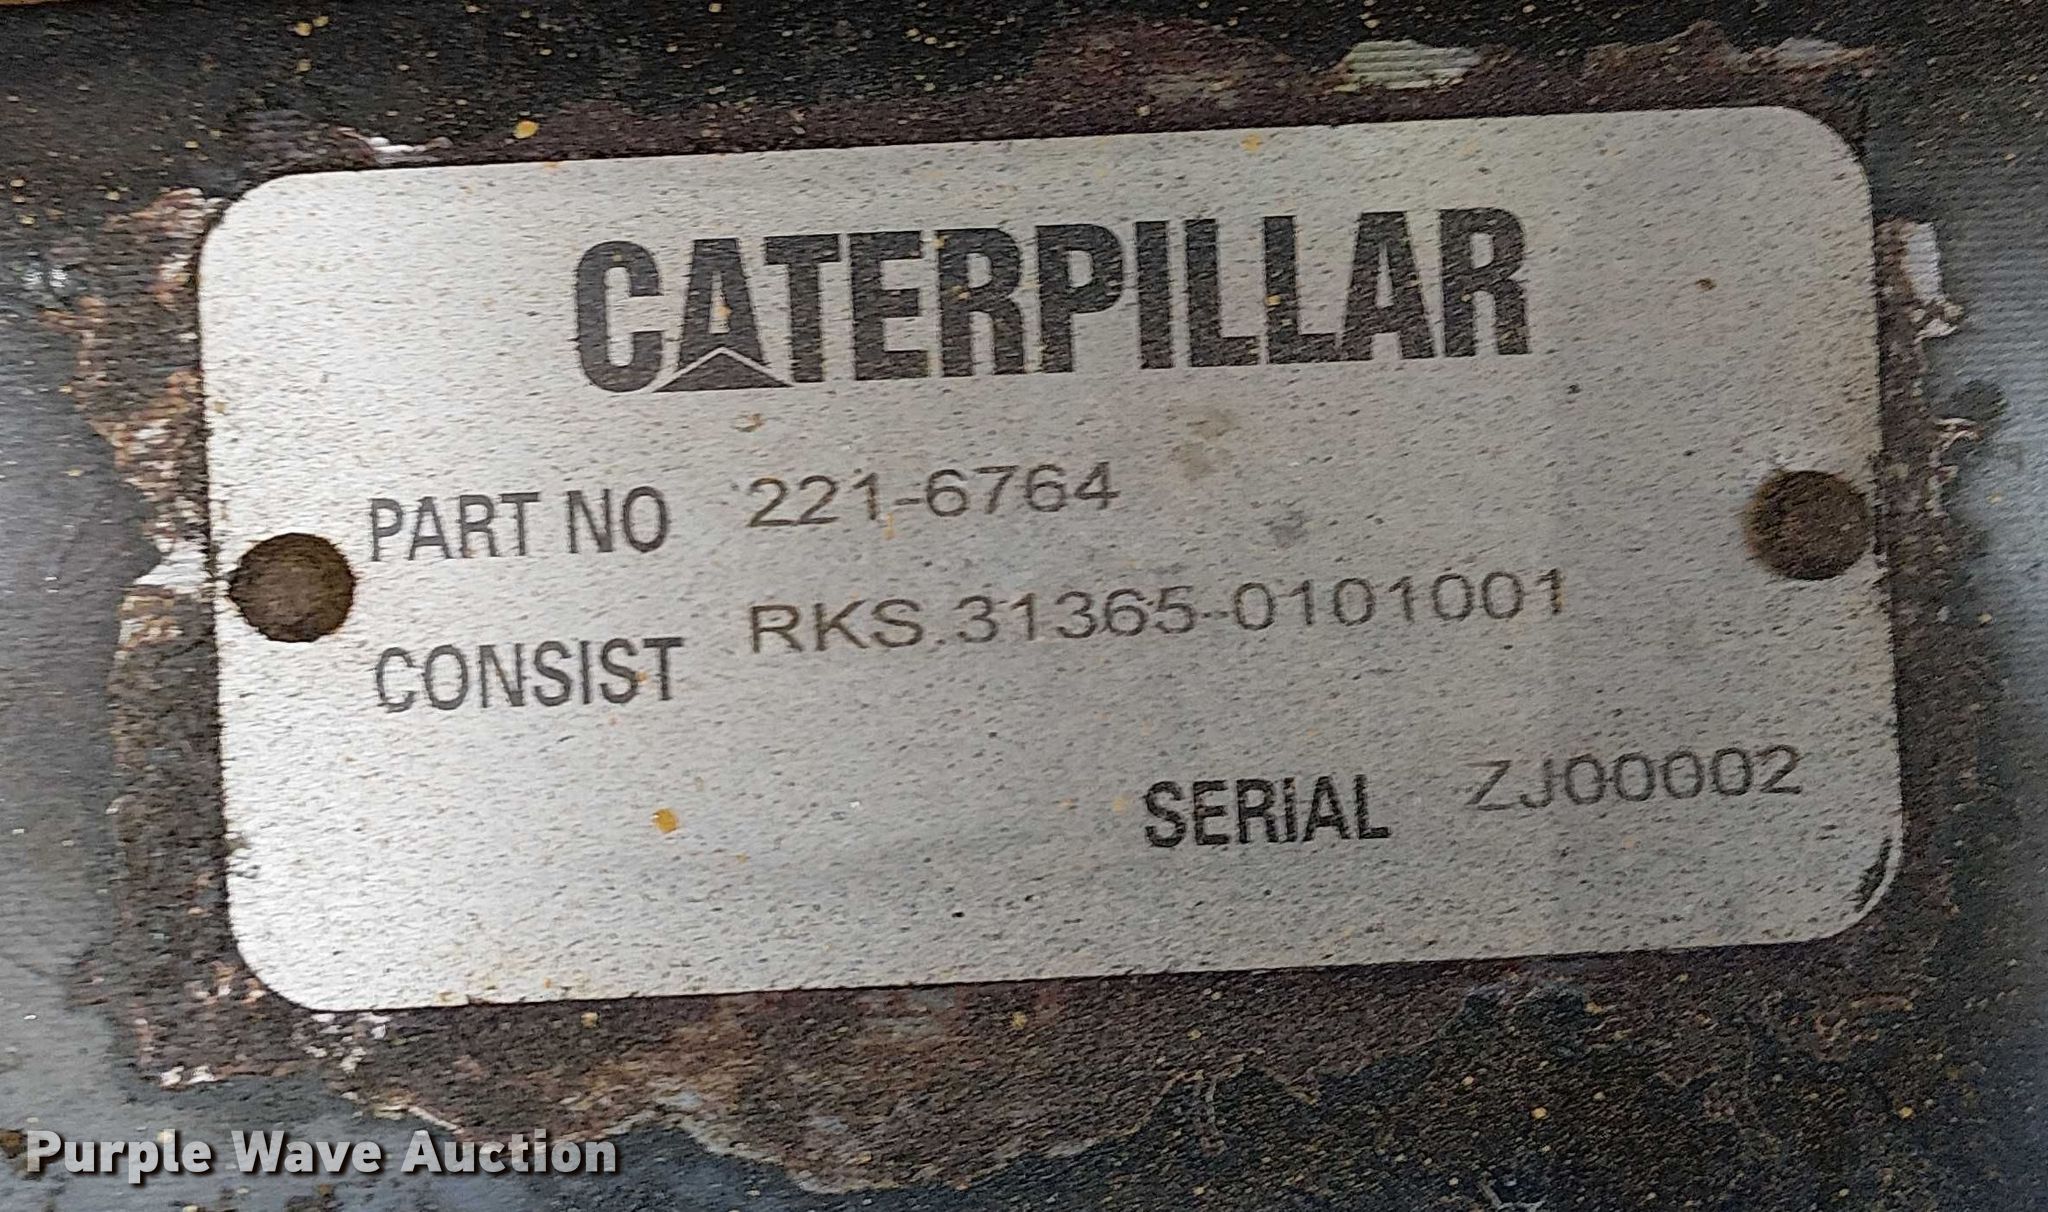 CATERPILLAR
PART NO 221-6764
CONSIST RKS.31365-0101001
SERIAL ZJ00002
Purple Wave Auction